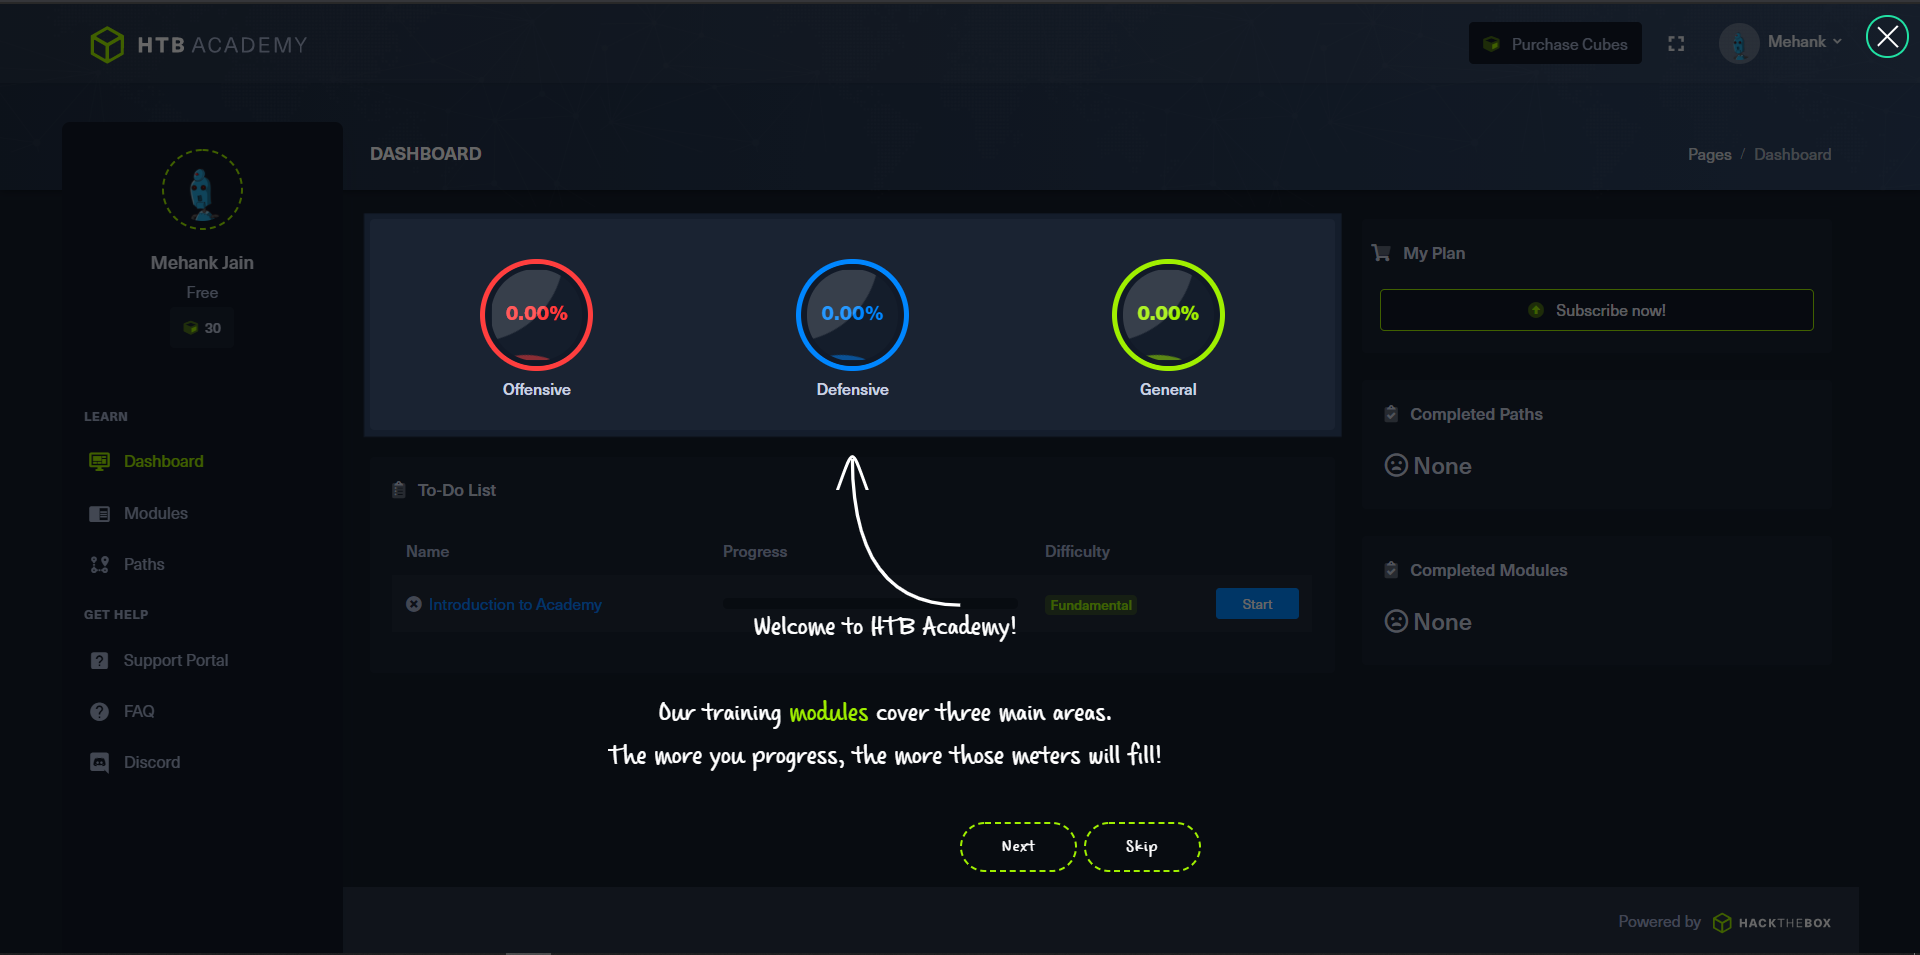 HTB ACADEMY
Purchase Cubes
Mehank
DASHBOARD
Pages / Dashboard
Mehank Jain
Free
30
LEARN
Dashboard
Modules
Paths
GET HELP
Support Portal
FAQ
Discord
0.00%
0.00%
0.00%
Offensive
Defensive
General
My Plan
Subscribe now!
Completed Paths
None
Completed Modules
None
To-Do List
Name Progress Difficulty
Introduction to Academy Fundamental Start
Welcome to HTB Academy!
Our training modules cover three main areas.
The more you progress, the more those meters will fill!
Next
Skip
Powered by HACKTHEBOX